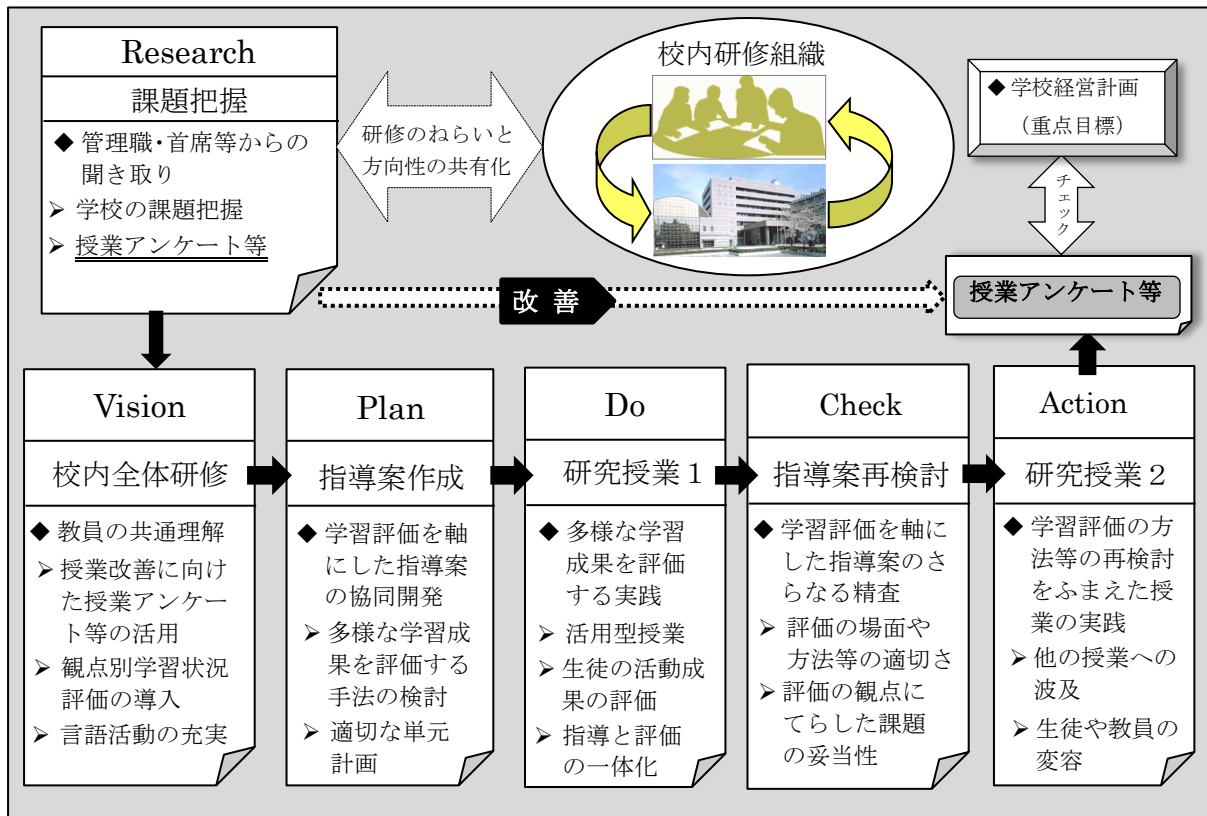 Research
課題把握
◆ 管理職・首席等からの
聞き取り
➢ 学校の課題把握
➢ 授業アンケート等
研修のねらいと
方向性の共有化
校内研修組織
◆ 学校経営計画
(重点目標)
チェック
改 善
授業アンケート等
Vision
校内全体研修
◆ 教員の共通理解
➢ 授業改善に向
けた授業アンケー
ト等の活用
➢ 観点別学習状況
評価の導入
➢ 言語活動の充実
Plan
指導案作成
◆ 学習評価を軸
にした指導案
の協同開発
➢ 多様な学習成
果を評価する
手法の検討
➢ 適切な単元
計画
Do
研究授業1
◆ 多様な学習
成果を評価
する実践
➢ 活用型授業
➢ 生徒の活動成
果の評価
➢ 指導と評価
の一体化
Check
指導案再検討
◆ 学習評価を軸に
した指導案のさ
らなる精査
➢ 評価の場面や
方法等の適切さ
➢ 評価の観点に
てらした課題
の妥当性
Action
研究授業2
◆ 学習評価の方
法等の再検討
をふまえた授
業の実践
➢ 他の授業への
波及
➢ 生徒や教員の
変容